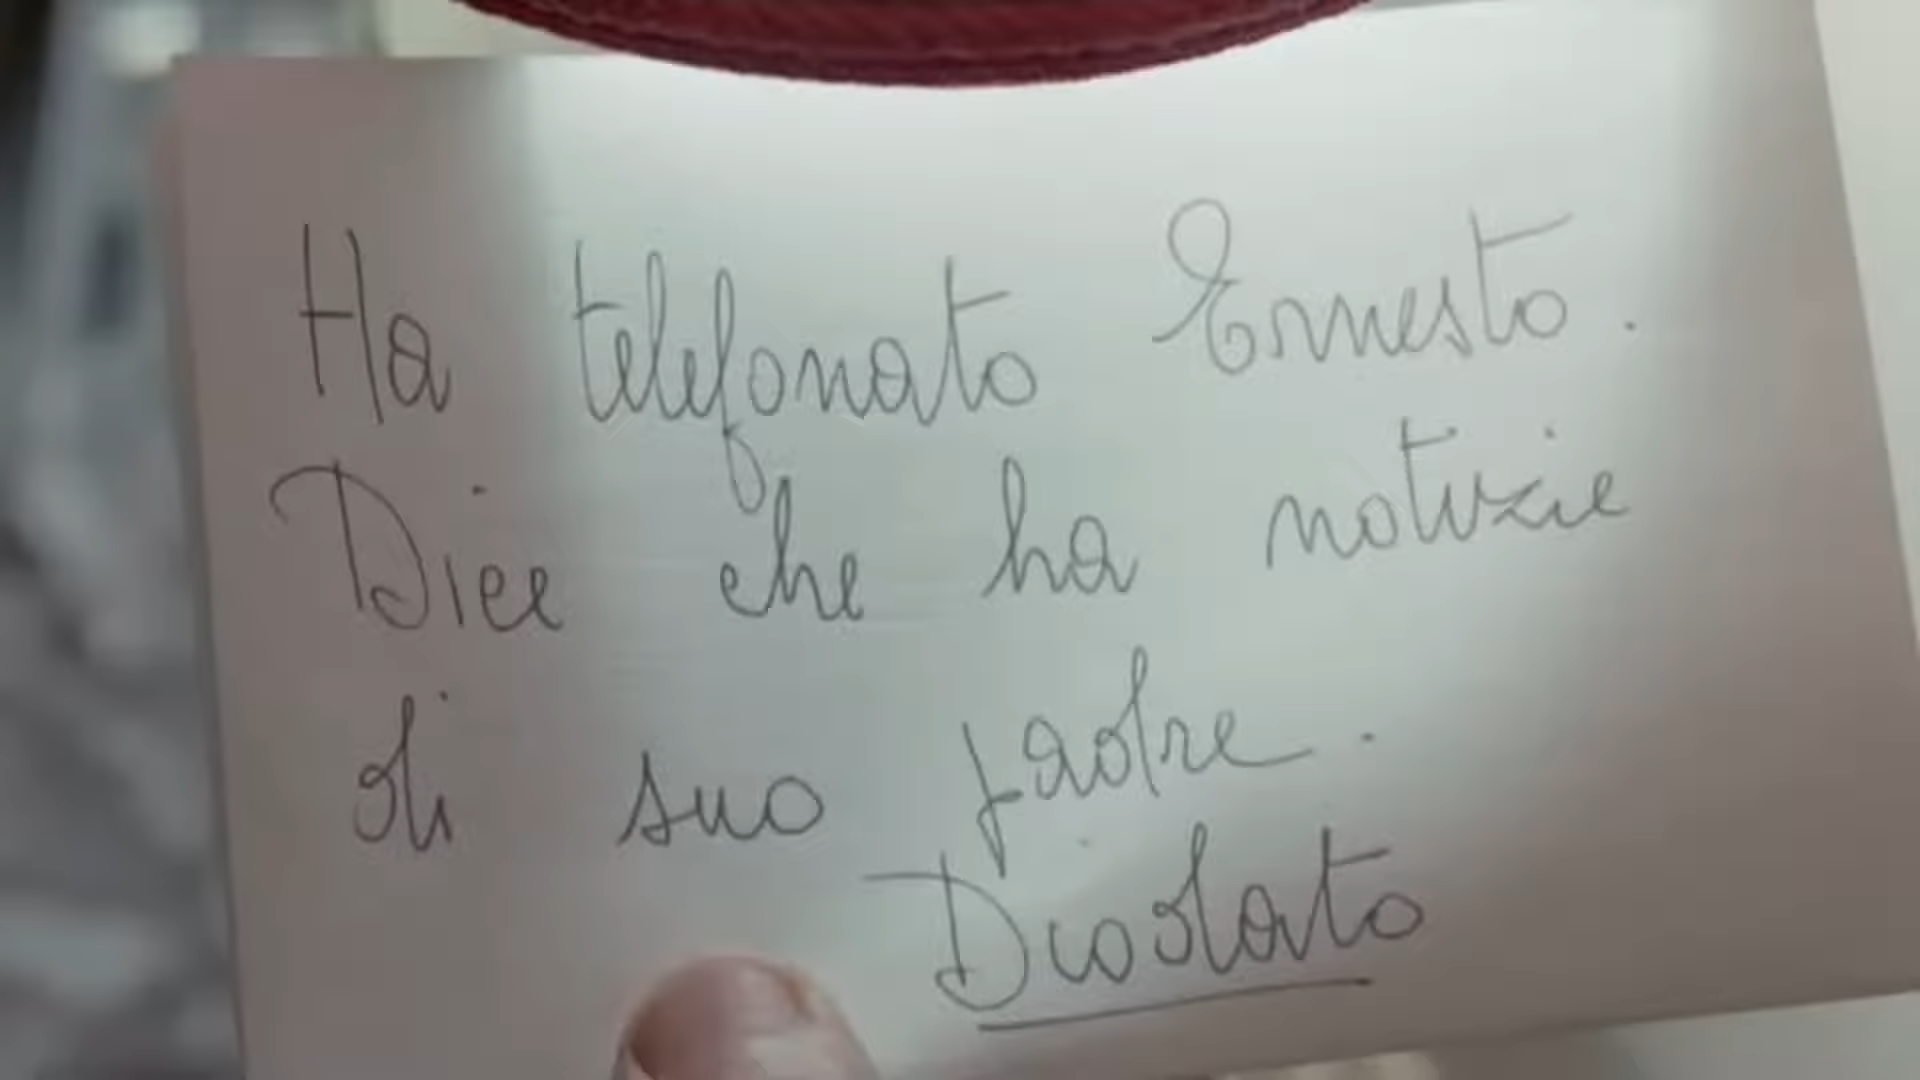 Ha telefonato Ernesto.
Dice che ha notizie
di suo padre.
Diodato